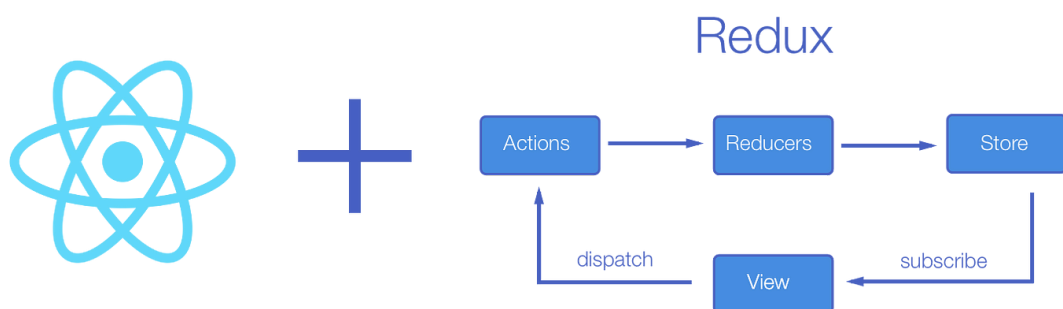 Redux
Actions
Reducers
Store
dispatch
subscribe
View